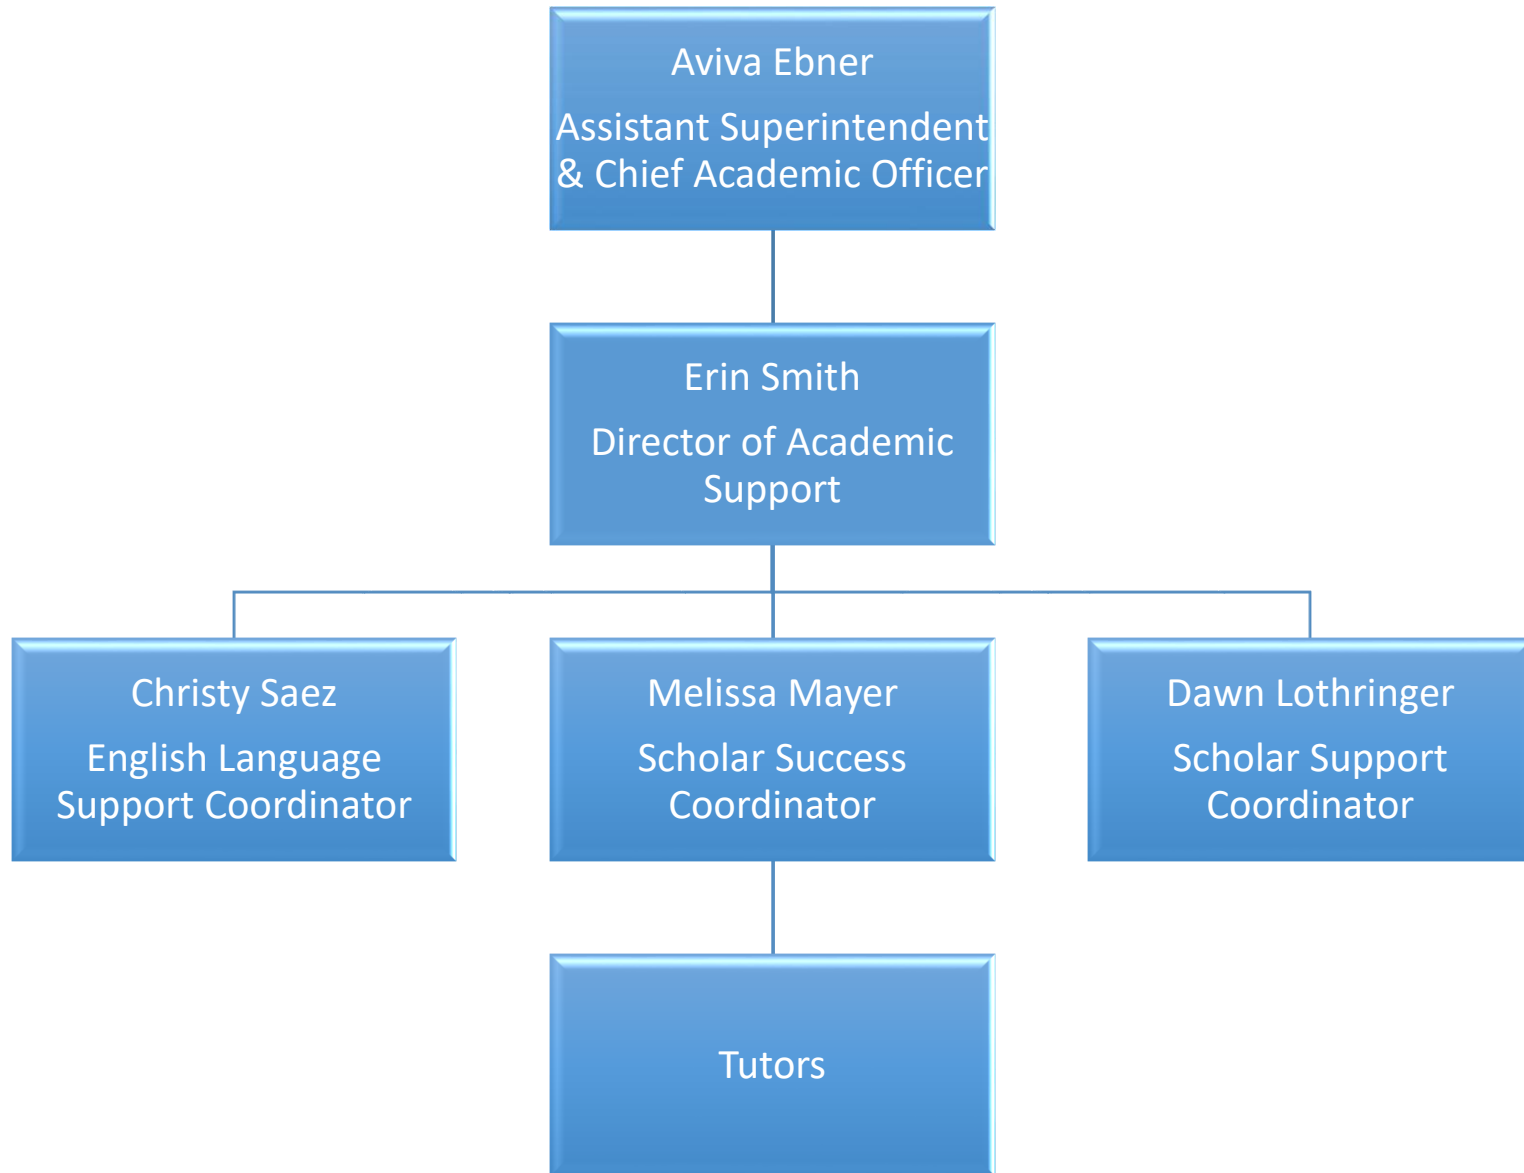 Aviva Ebner
Assistant Superintendent
& Chief Academic Officer
Erin Smith
Director of Academic
Support
Christy Saez
English Language
Support Coordinator
Melissa Mayer
Scholar Success
Coordinator
Dawn Lothringer
Scholar Support
Coordinator
Tutors